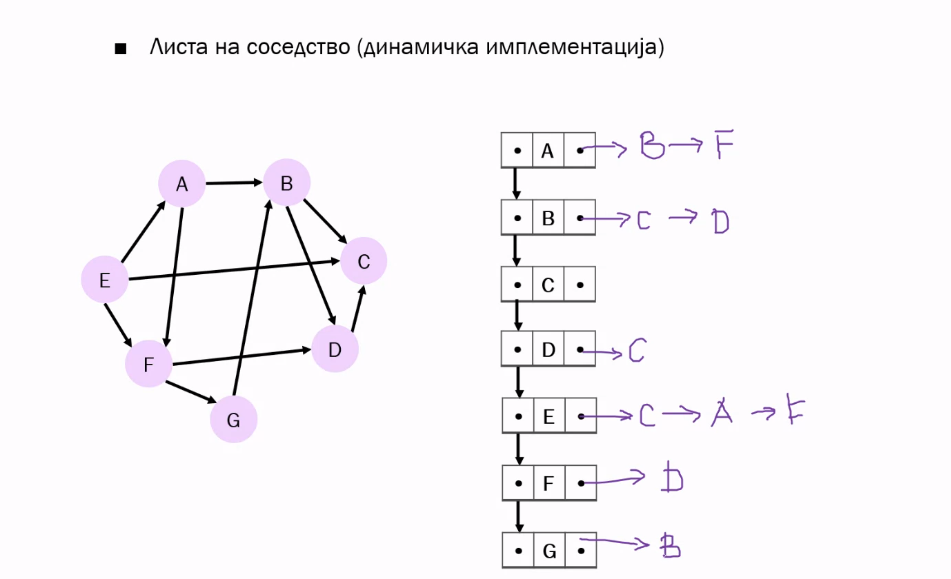 ■ Листа на соседство (динамичка имплементација)
A B
E C
F D
G
A → B → F
B → C → D
C
D → C
E → C → A → F
F → D
G → B